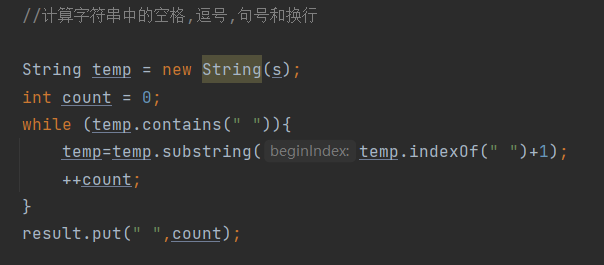 //计算字符串中的空格,逗号,句号和换行
String temp = new String(s);
int count = 0;
while (temp.contains(" ")){
temp=temp.substring( beginIndex: temp.indexOf(" ")+1);
++count;
}
result.put(" ",count);